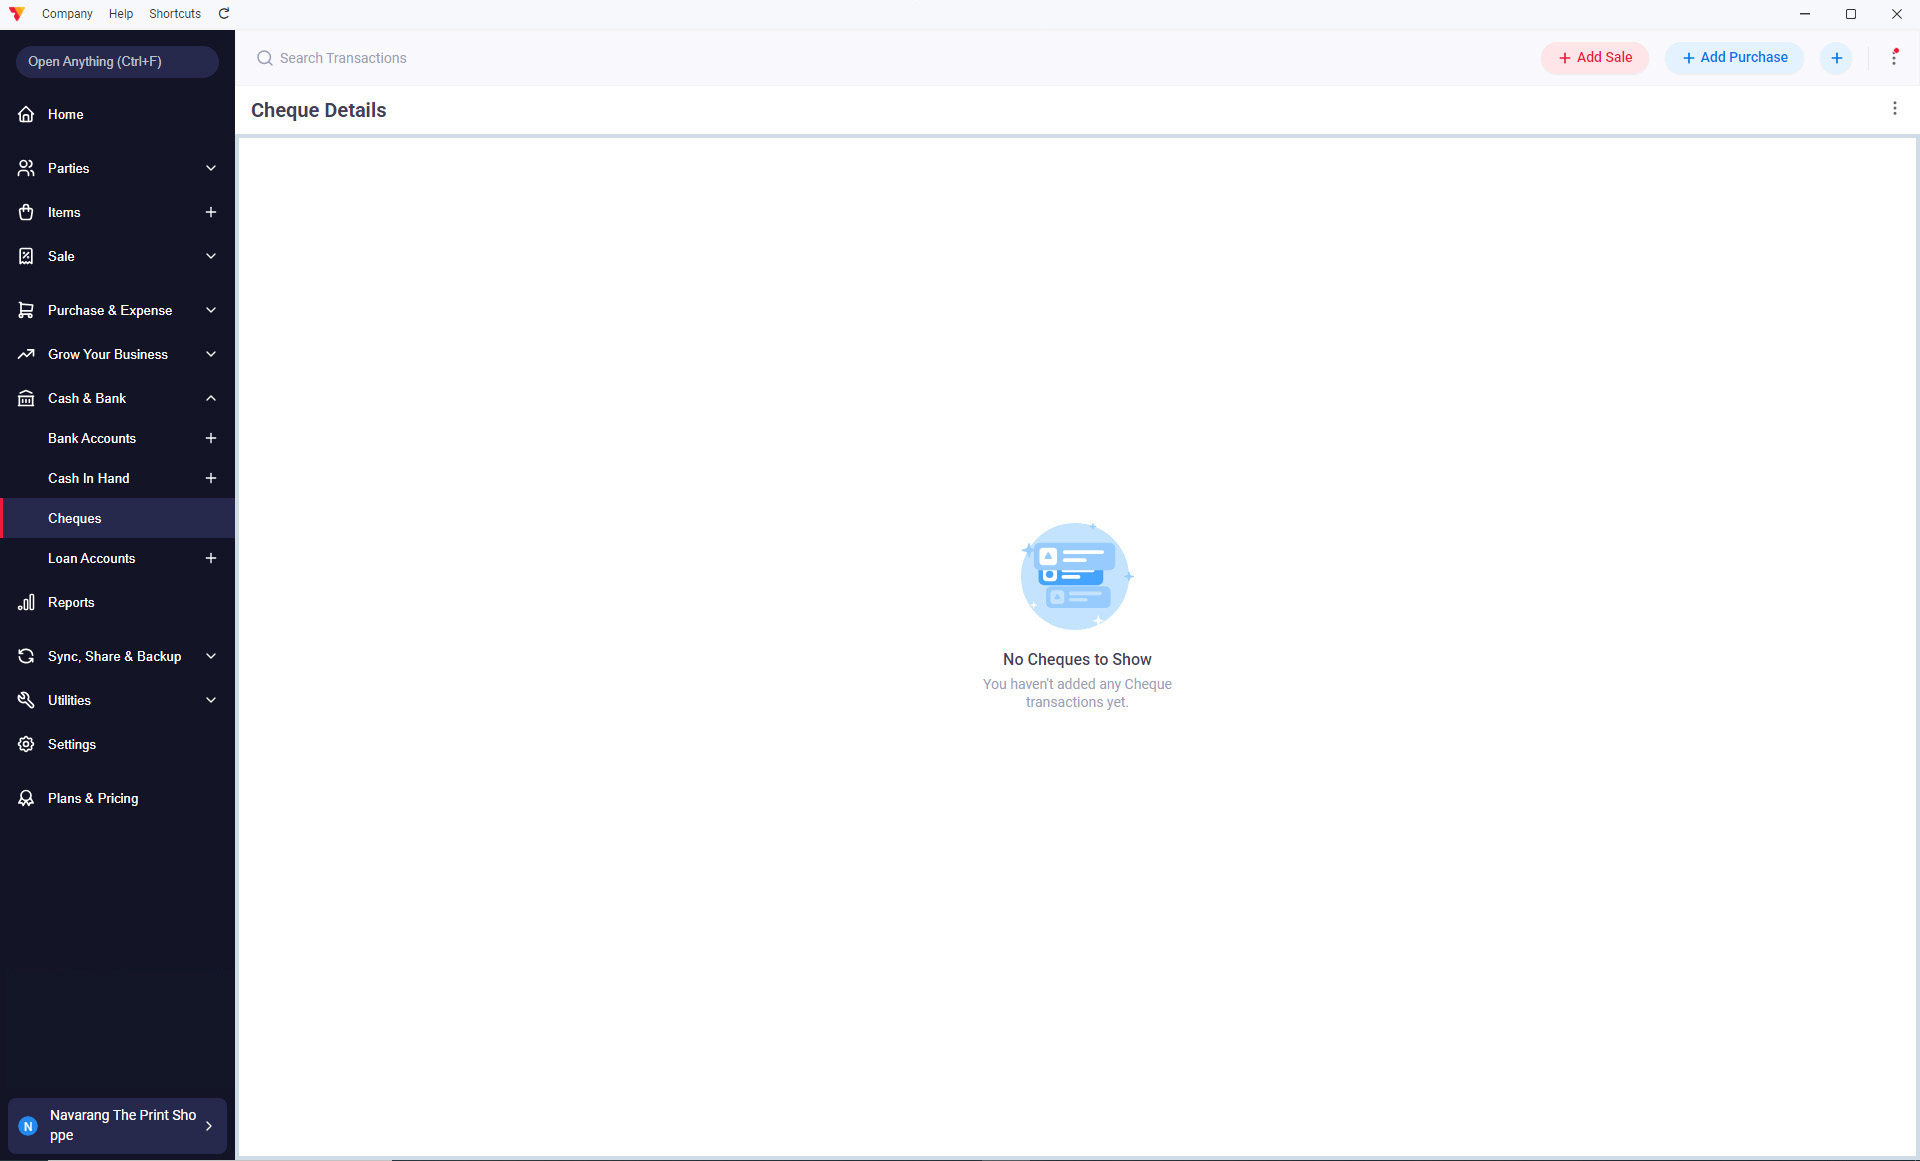 Company Help Shortcuts
Open Anything (Ctrl+F)
Search Transactions
Add Sale
Add Purchase
Cheque Details
Home
Parties
Items
Sale
Purchase & Expense
Grow Your Business
Cash & Bank
Bank Accounts
Cash In Hand
Cheques
Loan Accounts
Reports
Sync, Share & Backup
Utilities
Settings
Plans & Pricing
No Cheques to Show
You haven't added any Cheque
transactions yet.
N
Navarang The Print Sho
ppe